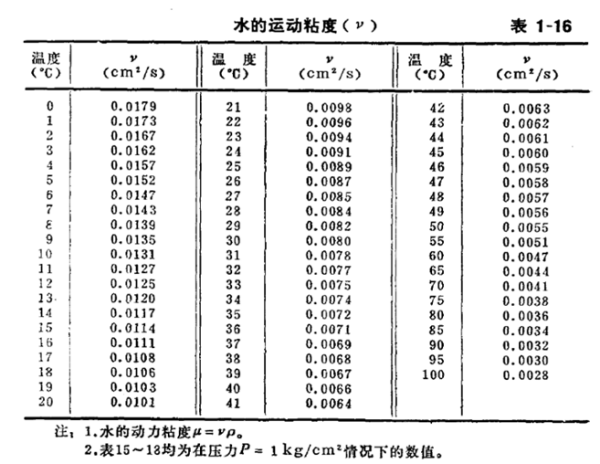 水的运动粘度(ν) 表 1-16
温度 ν 温 度 ν 温 度 ν
(°C) (cm²/s) (°C) (cm²/s) (°C) (cm²/s)
0 0.0179 21 0.0098 42 0.0063
1 0.0173 22 0.0096 43 0.0062
2 0.0167 23 0.0094 44 0.0061
3 0.0162 24 0.0091 45 0.0060
4 0.0157 25 0.0089 46 0.0059
5 0.0152 26 0.0087 47 0.0058
6 0.0147 27 0.0085 48 0.0057
7 0.0143 28 0.0084 49 0.0056
8 0.0139 29 0.0082 50 0.0055
9 0.0135 30 0.0080 55 0.0051
10 0.0131 31 0.0078 60 0.0047
11 0.0127 32 0.0077 65 0.0044
12 0.0125 33 0.0075 70 0.0041
13 0.0120 34 0.0074 75 0.0038
14 0.0117 35 0.0072 80 0.0036
15 0.0114 36 0.0071 85 0.0034
16 0.0111 37 0.0069 90 0.0032
17 0.0108 38 0.0068 95 0.0030
18 0.0106 39 0.0067 100 0.0028
19 0.0103 40 0.0066
20 0.0101 41 0.0064
注：1.水的动力粘度μ=νρ。
2.表15～18均为在压力P=1kg/cm²情况下的数值。